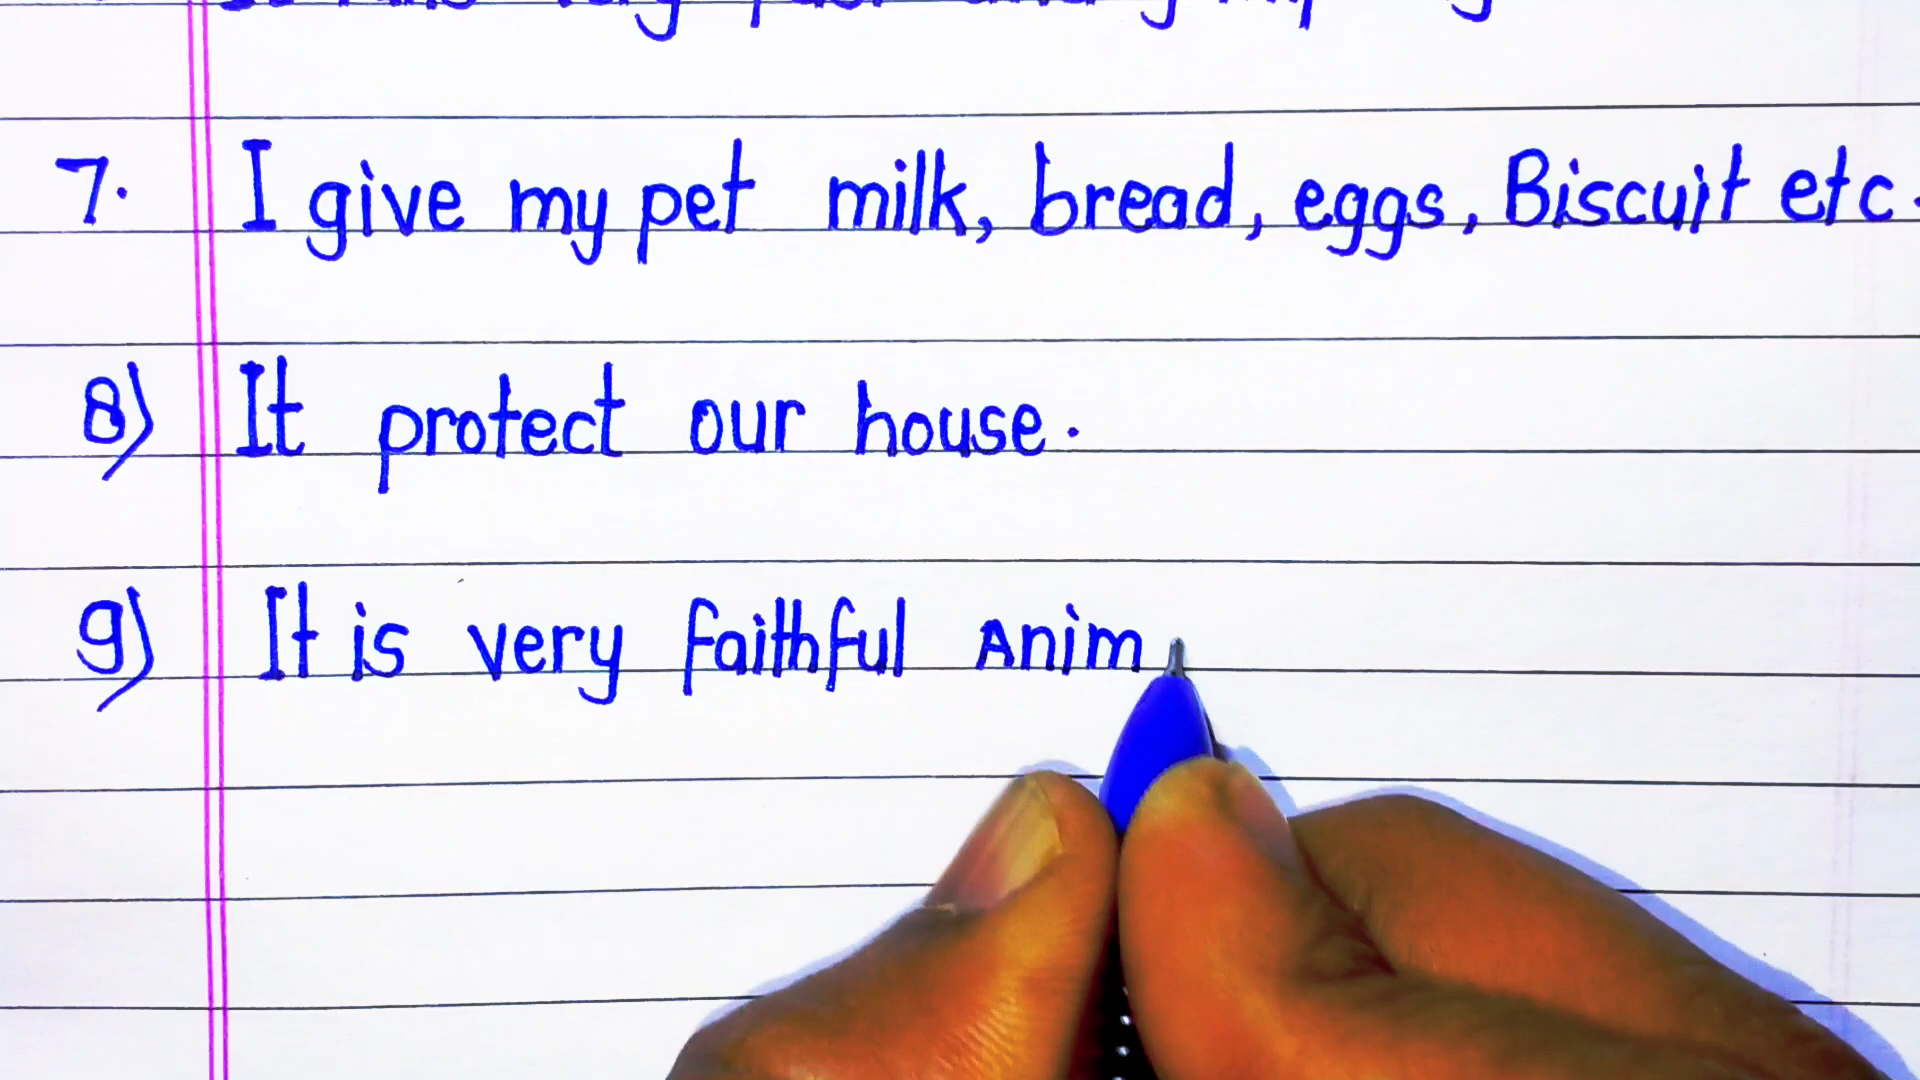 very
7. I give my pet milk, bread, eggs, Biscuit etc.
8) It protect our house.
9) It is very faithful Anim